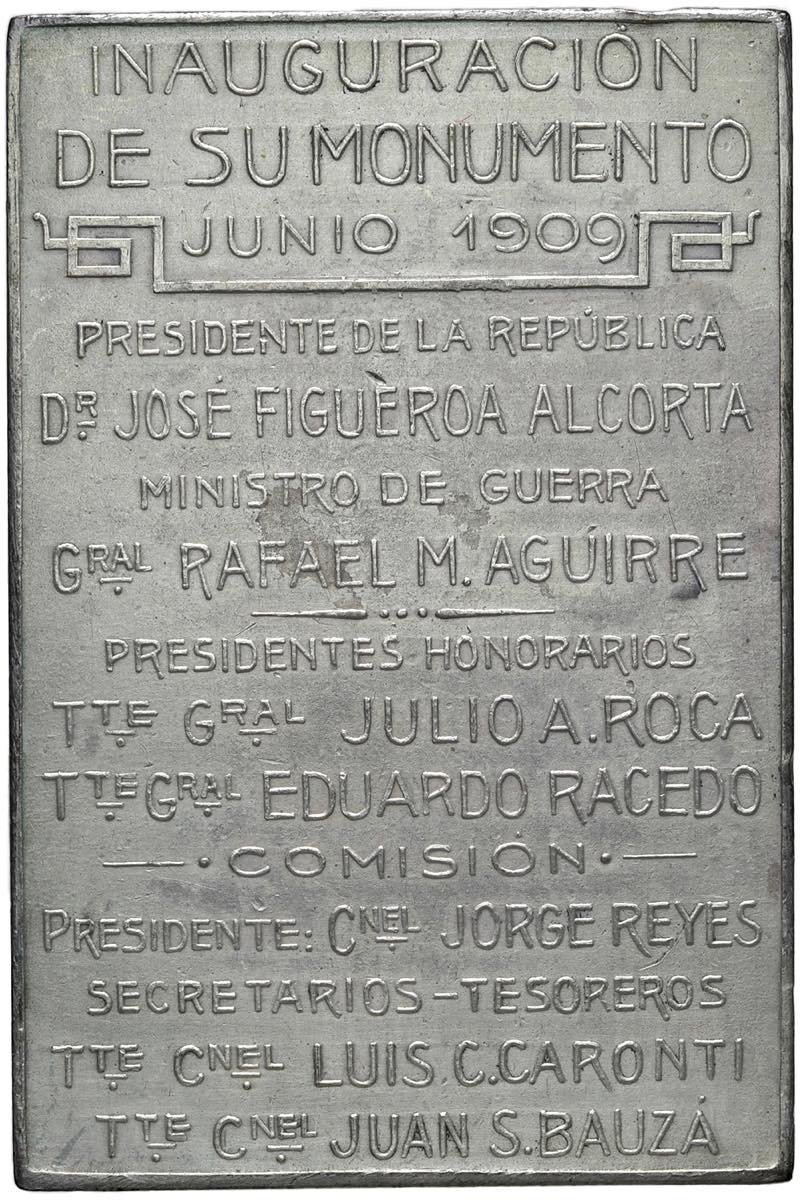 INAUGURACIÓN
DE SU MONUMENTO
JUNIO 1909
PRESIDENTE DE LA REPÚBLICA
DR. JOSÉ FIGUEROA ALCORTA
MINISTRO DE GUERRA
GRAL RAFAEL M. AGUÍRRE
PRESIDENTES HONORARIOS
TTE GRAL JULIO A. ROCA
TTE GRAL EDUARDO RACEDO
COMISIÓN
PRESIDENTE: CNEL JORGE REYES
SECRETARIOS - TESOREROS
TTE CNEL LUIS C. CARONTI
TTE CNEL JUAN S. BAUZÁ